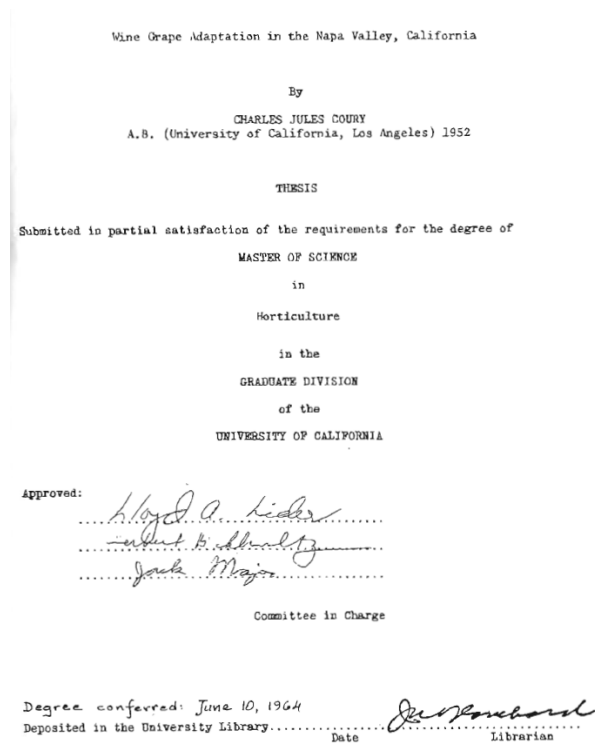 Wine Grape Adaptation in the Napa Valley, California
By
CHARLES JULES COURY
A.B. (University of California, Los Angeles) 1952
THESIS
Submitted in partial satisfaction of the requirements for the degree of
MASTER OF SCIENCE
in
Horticulture
in the
GRADUATE DIVISION
of the
UNIVERSITY OF CALIFORNIA
Approved:
Lloyd A. Lider
B. Schultz
Jack Major
Committee in Charge
Degree conferred: June 10, 1964
Deposited in the University Library
Date Librarian